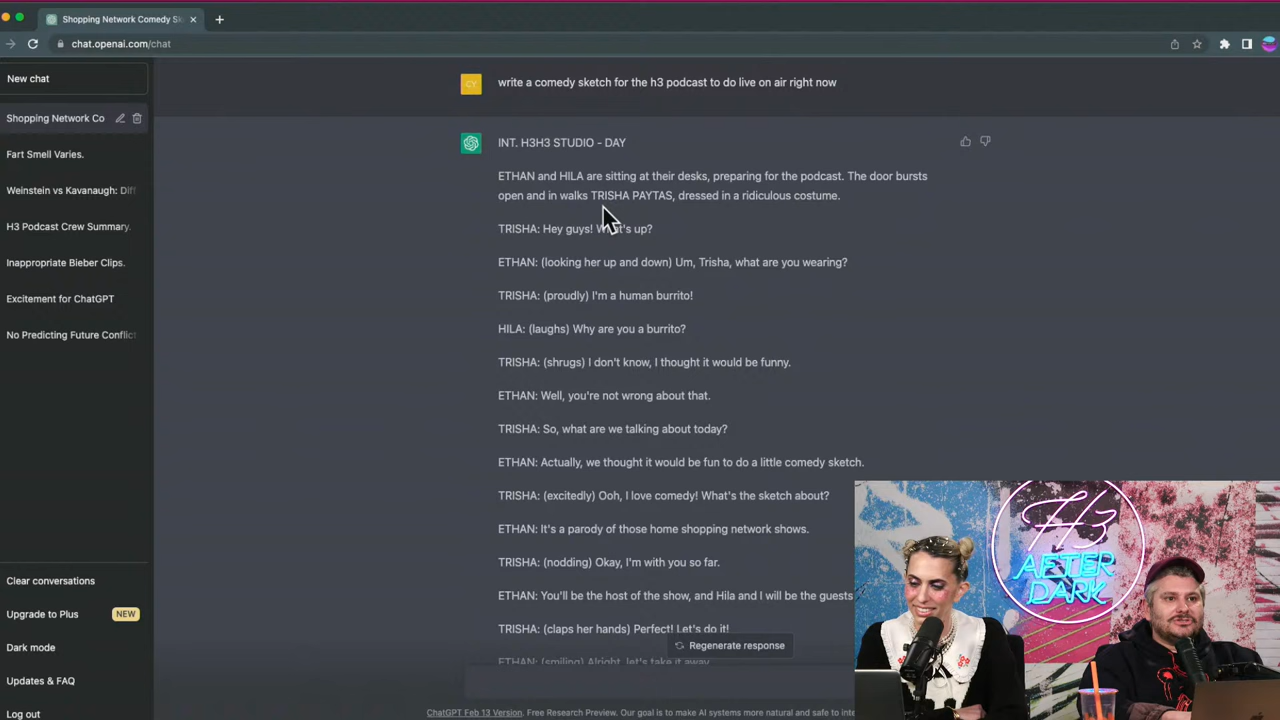 Shopping Network Comedy Sk
chat.openai.com/chat
New chat
Shopping Network Co
Fart Smell Varies.
Weinstein vs Kavanaugh: Dif
H3 Podcast Crew Summary.
Inappropriate Bieber Clips.
Excitement for ChatGPT
No Predicting Future Conflic
Clear conversations
Upgrade to Plus NEW
Dark mode
Updates & FAQ
Log out
CY
write a comedy sketch for the h3 podcast to do live on air right now
INT. H3H3 STUDIO - DAY
ETHAN and HILA are sitting at their desks, preparing for the podcast. The door bursts
open and in walks TRISHA PAYTAS, dressed in a ridiculous costume.
TRISHA: Hey guys! What's up?
ETHAN: (looking her up and down) Um, Trisha, what are you wearing?
TRISHA: (proudly) I'm a human burrito!
HILA: (laughs) Why are you a burrito?
TRISHA: (shrugs) I don't know, I thought it would be funny.
ETHAN: Well, you're not wrong about that.
TRISHA: So, what are we talking about today?
ETHAN: Actually, we thought it would be fun to do a little comedy sketch.
TRISHA: (excitedly) Ooh, I love comedy! What's the sketch about?
ETHAN: It's a parody of those home shopping network shows.
TRISHA: (nodding) Okay, I'm with you so far.
ETHAN: You'll be the host of the show, and Hila and I will be the guests
TRISHA: (claps her hands) Perfect! Let's do it!
Regenerate response
ETHAN: (smiling) Alright, let's take it away
ChatGPT Feb 13 Version. Free Research Preview. Our goal is to make AI systems more natural and safe to inte
H3
AFTER
DARK